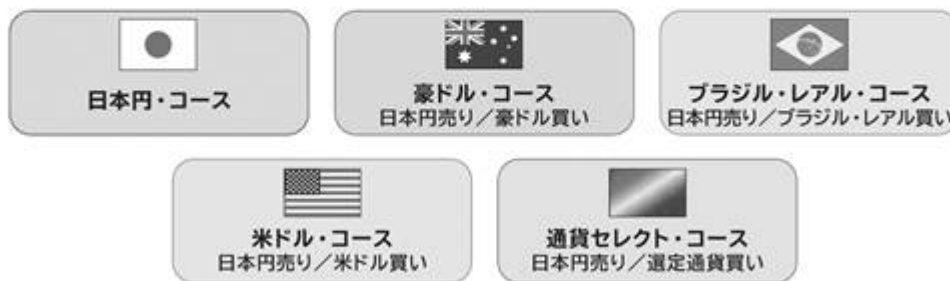 日本円・コース
豪ドル・コース
日本円売り／豪ドル買い
ブラジル・レアル・コース
日本円売り／ブラジル・レアル買い
米ドル・コース
日本円売り／米ドル買い
通貨セレクト・コース
日本円売り／選定通貨買い